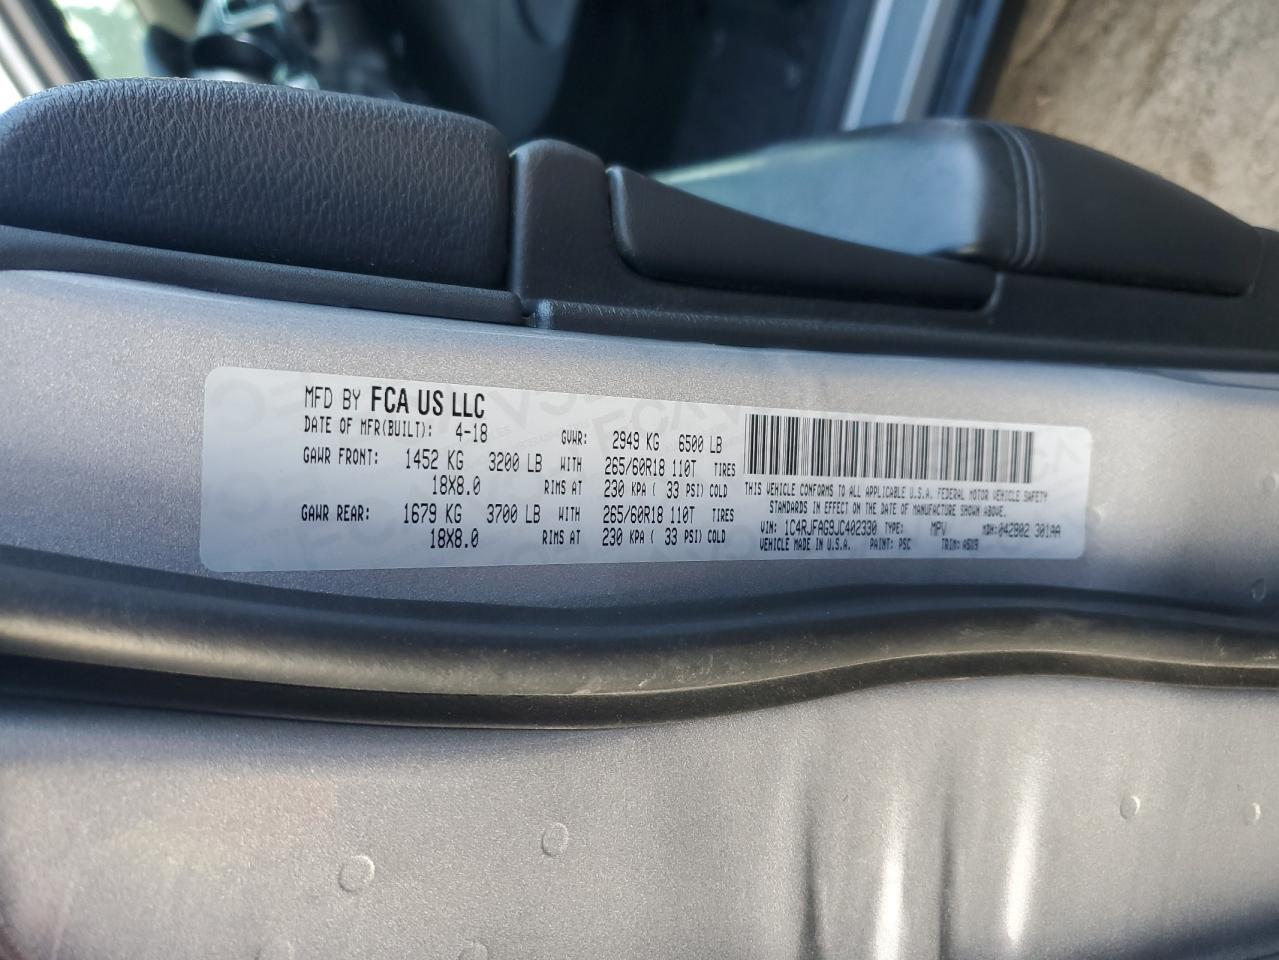 MFD BY FCA US LLC
DATE OF MFR(BUILT): 4-18 GVWR: 2949 KG 6500 LB
GAWR FRONT: 1452 KG 3200 LB WITH 265/60R18 110T TIRES
18X8.0 RIMS AT 230 KPA ( 33 PSI) COLD
GAWR REAR: 1679 KG 3700 LB WITH 265/60R18 110T TIRES
18X8.0 RIMS AT 230 KPA ( 33 PSI) COLD
THIS VEHICLE CONFORMS TO ALL APPLICABLE U.S.A. FEDERAL MOTOR VEHICLE SAFETY
STANDARDS IN EFFECT ON THE DATE OF MANUFACTURE SHOWN ABOVE.
VIN: 1C4RJFAG9JC402330 TYPE: MPV MDH: 042802 3019A
VEHICLE MADE IN U.S.A. PAINT: PSC TRIM: